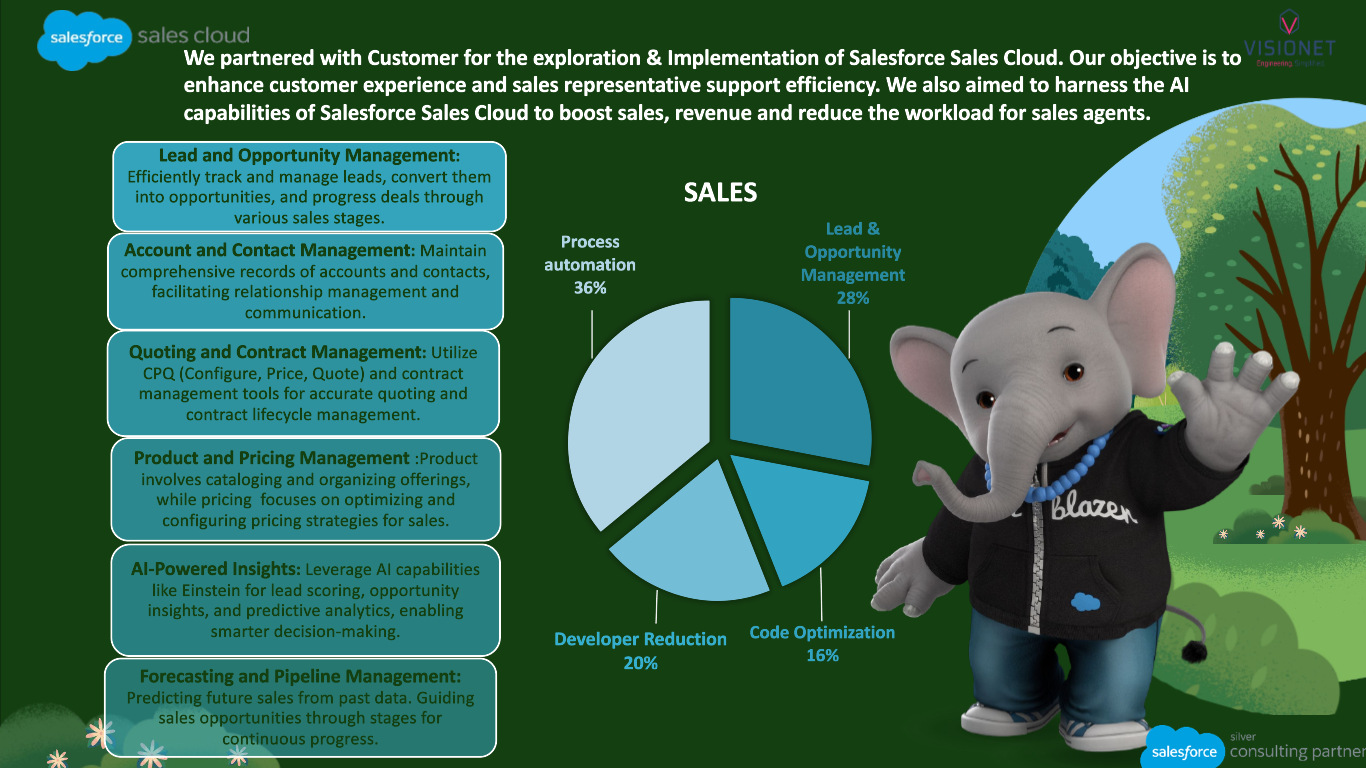 salesforce sales cloud
VISIONET
Engineering Simplified
We partnered with Customer for the exploration & Implementation of Salesforce Sales Cloud. Our objective is to
enhance customer experience and sales representative support efficiency. We also aimed to harness the AI
capabilities of Salesforce Sales Cloud to boost sales, revenue and reduce the workload for sales agents.
Lead and Opportunity Management:
Efficiently track and manage leads, convert them
into opportunities, and progress deals through
various sales stages.
Account and Contact Management: Maintain
comprehensive records of accounts and contacts,
facilitating relationship management and
communication.
Quoting and Contract Management: Utilize
CPQ (Configure, Price, Quote) and contract
management tools for accurate quoting and
contract lifecycle management.
Product and Pricing Management :Product
involves cataloging and organizing offerings,
while pricing focuses on optimizing and
configuring pricing strategies for sales.
AI-Powered Insights: Leverage AI capabilities
like Einstein for lead scoring, opportunity
insights, and predictive analytics, enabling
smarter decision-making.
Forecasting and Pipeline Management:
Predicting future sales from past data. Guiding
sales opportunities through stages for
continuous progress.
SALES
Process
automation
36%
Lead &
Opportunity
Management
28%
Developer Reduction
20%
Code Optimization
16%
blazer
salesforce
silver
consulting partner